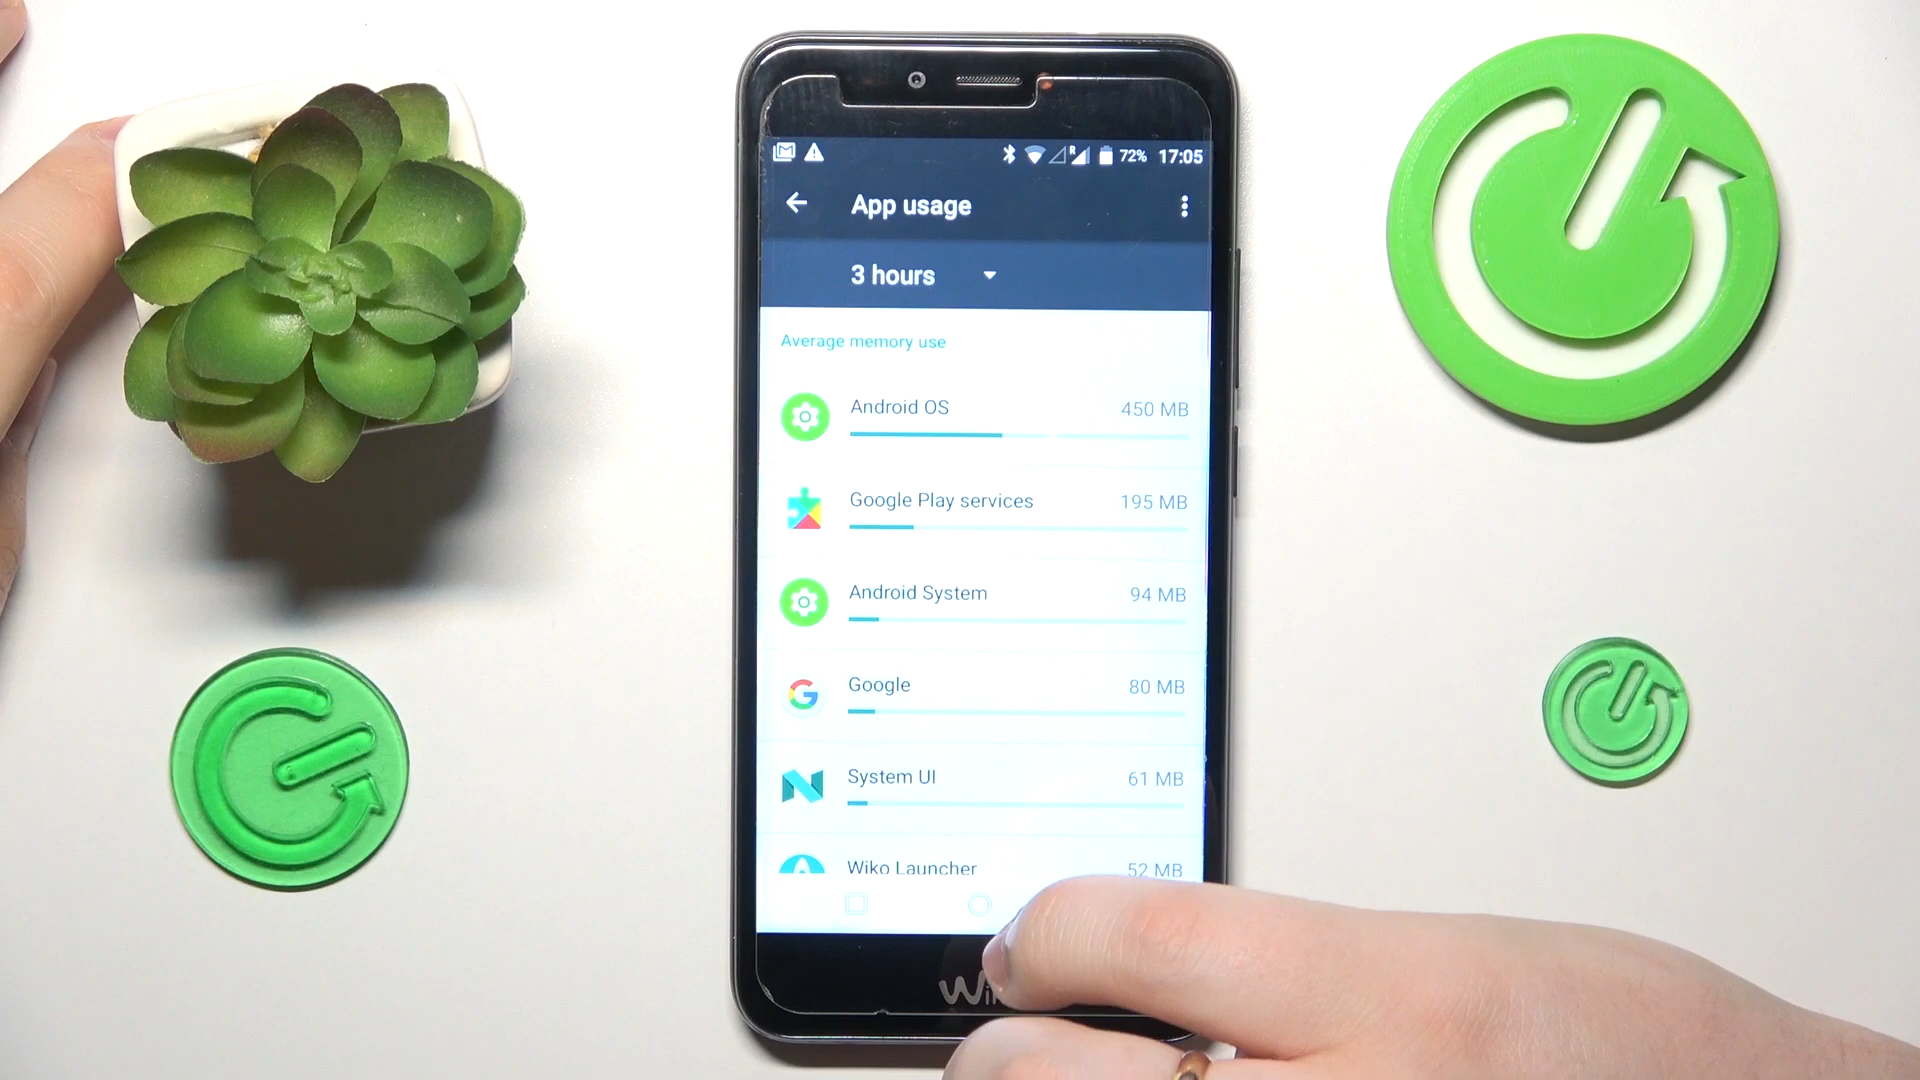 72% 17:05
App usage
3 hours
Average memory use
Android OS 450 MB
Google Play services 195 MB
Android System 94 MB
Google 80 MB
System UI 61 MB
Wiko Launcher 52 MB